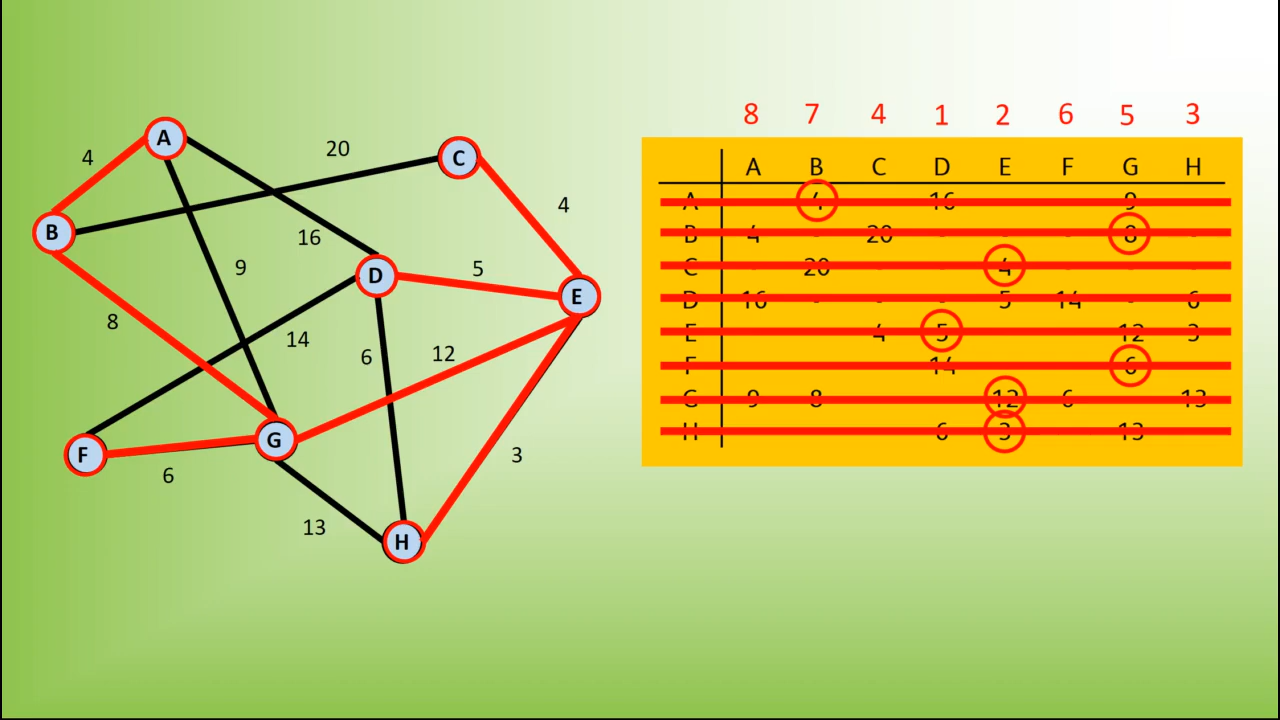 8 7 4 1 2 6 5 3
A B C D E F G H
A 4 16 9
B 4 - 20 - - - 8 -
C - 20 - - 4 - - -
D 16 - - - 5 14 - 6
E 4 5 12 3
F 14 6
G 9 8 12 6 13
H 6 3 13
A
20
C
4
4
B
16
9
D
5
E
8
14
6
12
G
F
6
3
13
H